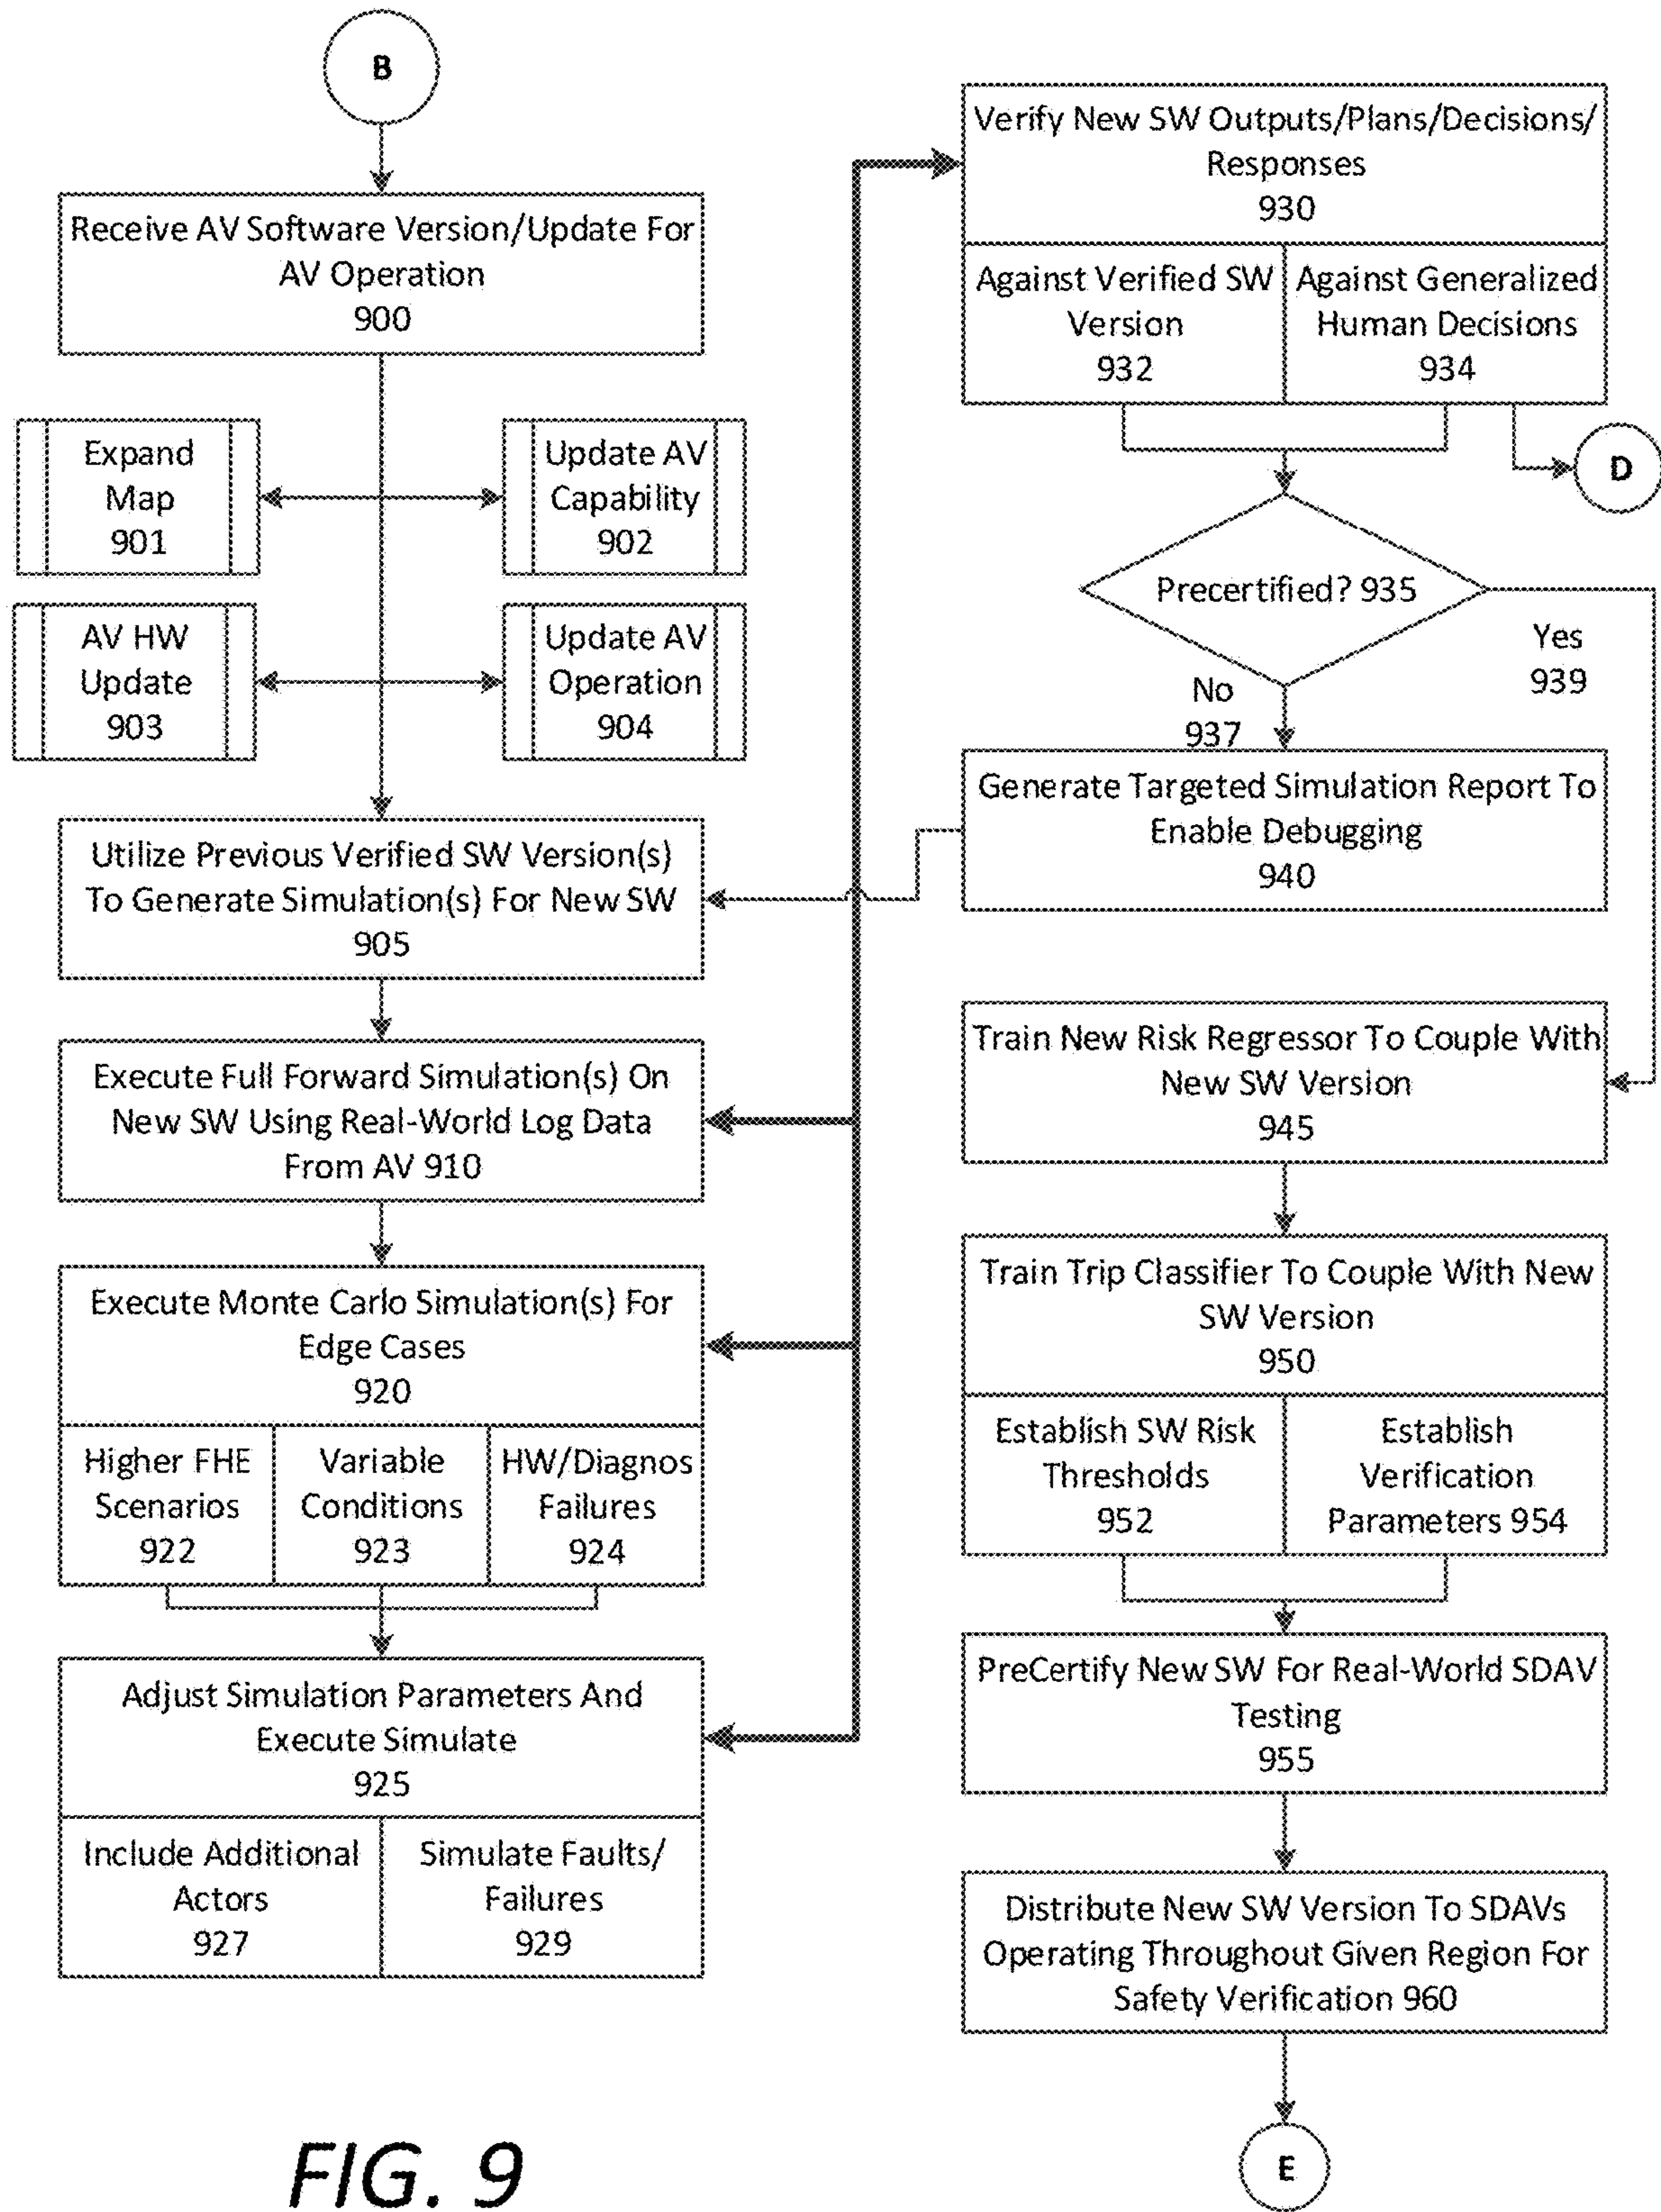 B
Receive AV Software Version/Update For
AV Operation
900
Expand
Map
901
Update AV
Capability
902
AV HW
Update
903
Update AV
Operation
904
Utilize Previous Verified SW Version(s)
To Generate Simulation(s) For New SW
905
Execute Full Forward Simulation(s) On
New SW Using Real-World Log Data
From AV 910
Execute Monte Carlo Simulation(s) For
Edge Cases
920
Higher FHE
Scenarios
922
Variable
Conditions
923
HW/Diagnos
Failures
924
Adjust Simulation Parameters And
Execute Simulate
925
Include Additional
Actors
927
Simulate Faults/
Failures
929
Verify New SW Outputs/Plans/Decisions/
Responses
930
Against Verified SW
Version
932
Against Generalized
Human Decisions
934
D
Precertified? 935
Yes
939
No
937
Generate Targeted Simulation Report To
Enable Debugging
940
Train New Risk Regressor To Couple With
New SW Version
945
Train Trip Classifier To Couple With New
SW Version
950
Establish SW Risk
Thresholds
952
Establish
Verification
Parameters 954
PreCertify New SW For Real-World SDAV
Testing
955
Distribute New SW Version To SDAVs
Operating Throughout Given Region For
Safety Verification 960
E
FIG. 9